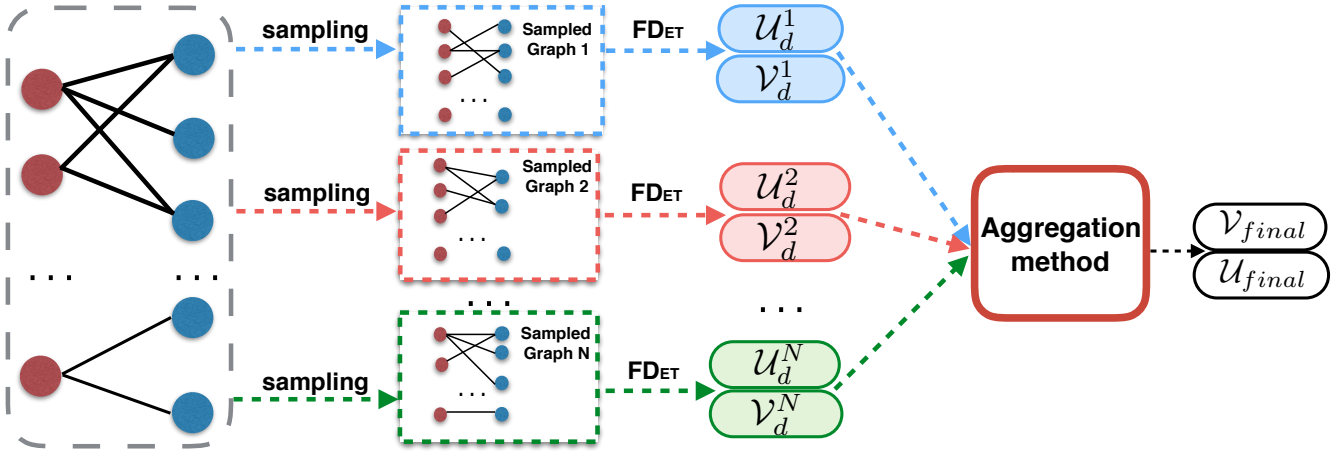 sampling
Sampled
Graph 1
. . .
FDET
𝒰_d^1
𝒱_d^1
sampling
Sampled
Graph 2
. . .
FDET
𝒰_d^2
𝒱_d^2
Aggregation
method
𝒱_final
𝒰_final
. . .
. . .
. . .
. . .
sampling
Sampled
Graph N
. . .
FDET
𝒰_d^N
𝒱_d^N